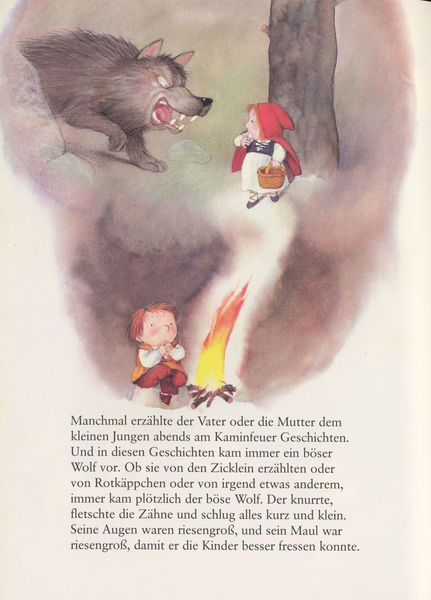 Manchmal erzählte der Vater oder die Mutter dem
kleinen Jungen abends am Kaminfeuer Geschichten.
Und in diesen Geschichten kam immer ein böser
Wolf vor. Ob sie von den Zicklein erzählten oder
von Rotkäppchen oder von irgend etwas anderem,
immer kam plötzlich der böse Wolf. Der knurrte,
fletschte die Zähne und schlug alles kurz und klein.
Seine Augen waren riesengroß, und sein Maul war
riesengroß, damit er die Kinder besser fressen konnte.